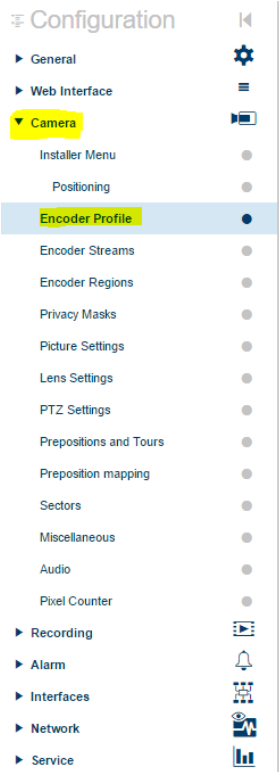 Configuration
General
Web Interface
Camera
Installer Menu
Positioning
Encoder Profile
Encoder Streams
Encoder Regions
Privacy Masks
Picture Settings
Lens Settings
PTZ Settings
Prepositions and Tours
Preposition mapping
Sectors
Miscellaneous
Audio
Pixel Counter
Recording
Alarm
Interfaces
Network
Service